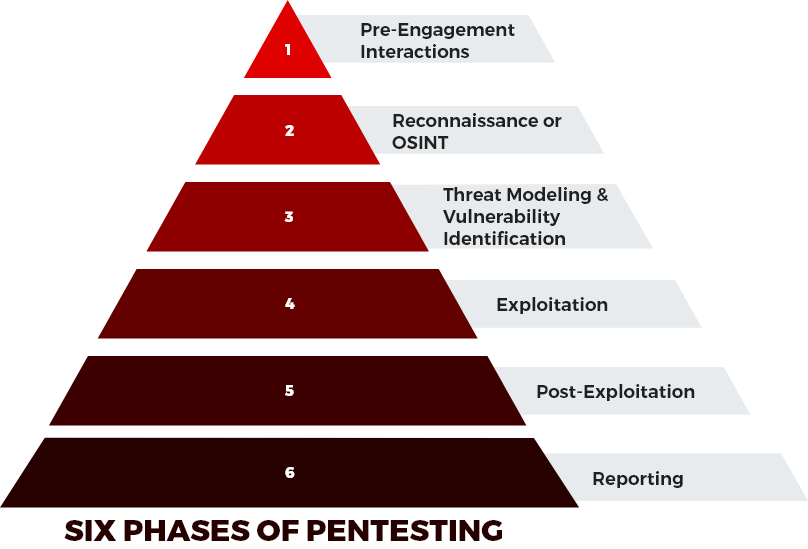 1
Pre-Engagement
Interactions
2
Reconnaissance or
OSINT
3
Threat Modeling &
Vulnerability
Identification
4
Exploitation
5
Post-Exploitation
6
Reporting
SIX PHASES OF PENTESTING